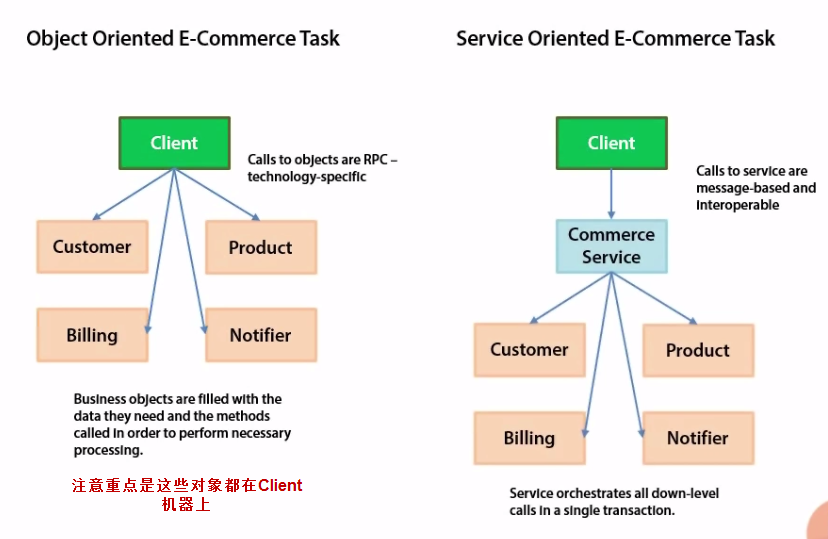 Object Oriented E-Commerce Task
Client
Calls to objects are RPC –
technology-specific
Customer
Product
Billing
Notifier
Business objects are filled with the
data they need and the methods
called in order to perform necessary
processing.
注意重点是这些对象都在Client
机器上
Service Oriented E-Commerce Task
Client
Calls to service are
message-based and
interoperable
Commerce
Service
Customer
Product
Billing
Notifier
Service orchestrates all down-level
calls in a single transaction.